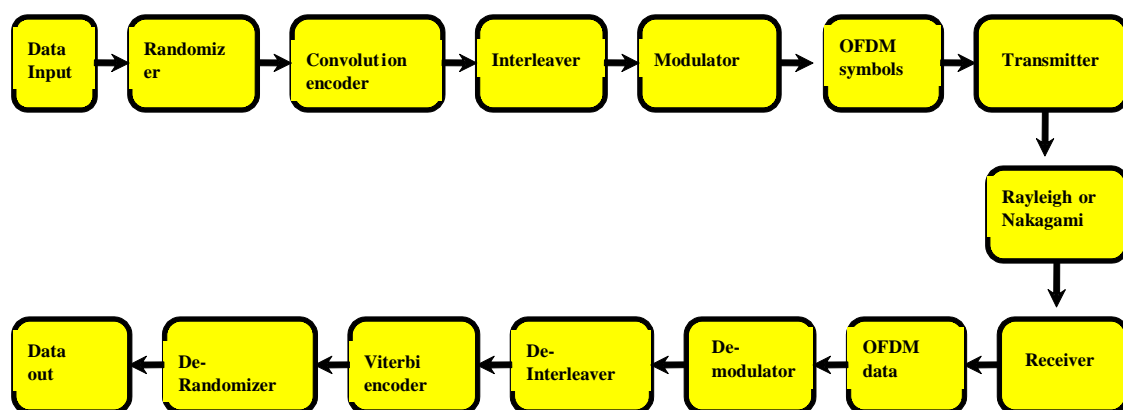 Data
Input
Randomiz
er
Convolution
encoder
Interleaver
Modulator
OFDM
symbols
Transmitter
Rayleigh or
Nakagami
Data
out
De-
Randomizer
Viterbi
encoder
De-
Interleaver
De-
modulator
OFDM
data
Receiver